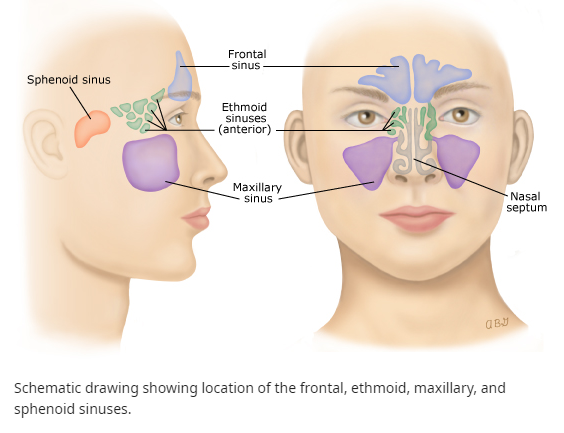 Frontal
sinus
Sphenoid sinus
Ethmoid
sinuses
(anterior)
Maxillary
sinus
Nasal
septum
Schematic drawing showing location of the frontal, ethmoid, maxillary, and
sphenoid sinuses.